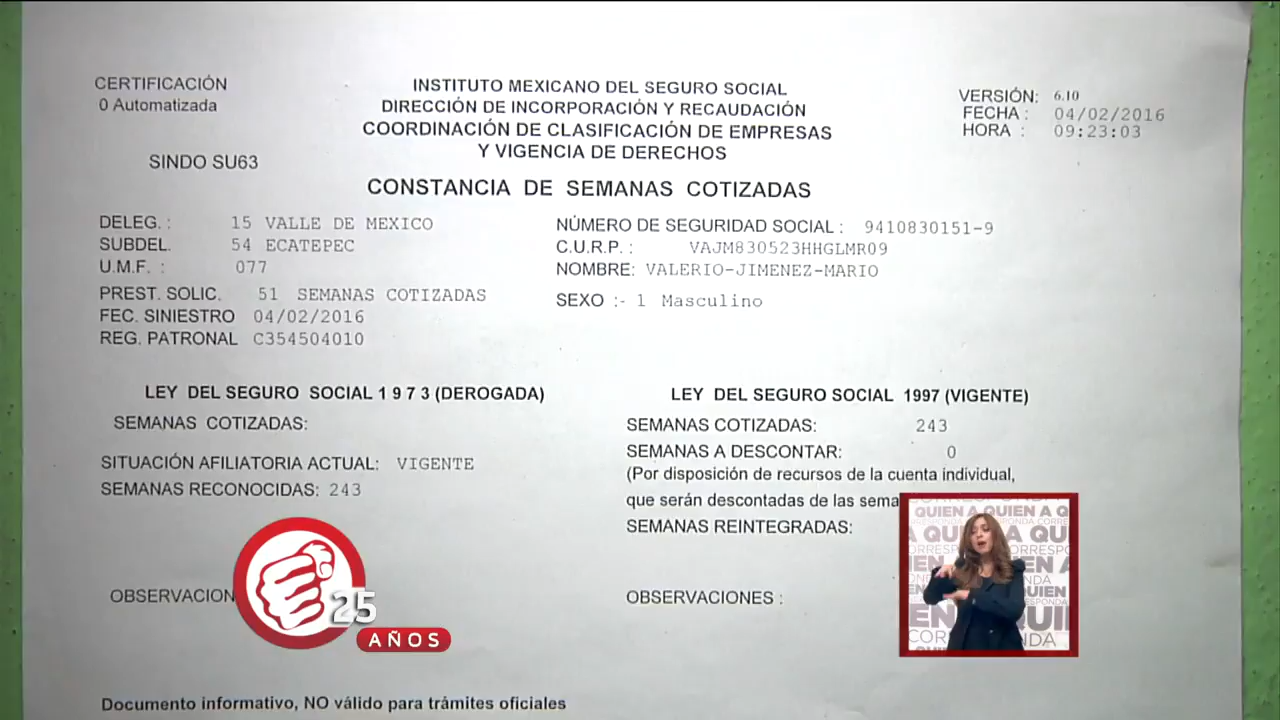 CERTIFICACIÓN
0 Automatizada
SINDO SU63
INSTITUTO MEXICANO DEL SEGURO SOCIAL
DIRECCIÓN DE INCORPORACIÓN Y RECAUDACIÓN
COORDINACIÓN DE CLASIFICACIÓN DE EMPRESAS
Y VIGENCIA DE DERECHOS
VERSIÓN: 6.10
FECHA : 04/02/2016
HORA : 09:23:03
CONSTANCIA DE SEMANAS COTIZADAS
DELEG. : 15 VALLE DE MEXICO
SUBDEL. 54 ECATEPEC
U.M.F. : 077
PREST. SOLIC. 51 SEMANAS COTIZADAS
FEC. SINIESTRO 04/02/2016
REG. PATRONAL C354504010
NÚMERO DE SEGURIDAD SOCIAL : 9410830151-9
C.U.R.P. : VAJM830523HHGLMR09
NOMBRE: VALERIO-JIMENEZ-MARIO
SEXO :- 1 Masculino
LEY DEL SEGURO SOCIAL 1 9 7 3 (DEROGADA)
SEMANAS COTIZADAS:
SITUACIÓN AFILIATORIA ACTUAL: VIGENTE
SEMANAS RECONOCIDAS: 243
OBSERVACION
LEY DEL SEGURO SOCIAL 1997 (VIGENTE)
SEMANAS COTIZADAS: 243
SEMANAS A DESCONTAR: 0
(Por disposición de recursos de la cuenta individual,
que serán descontadas de las sema
SEMANAS REINTEGRADAS:
OBSERVACIONES :
25
AÑOS
QUIEN A QUIEN A Q
Documento informativo, NO válido para trámites oficiales